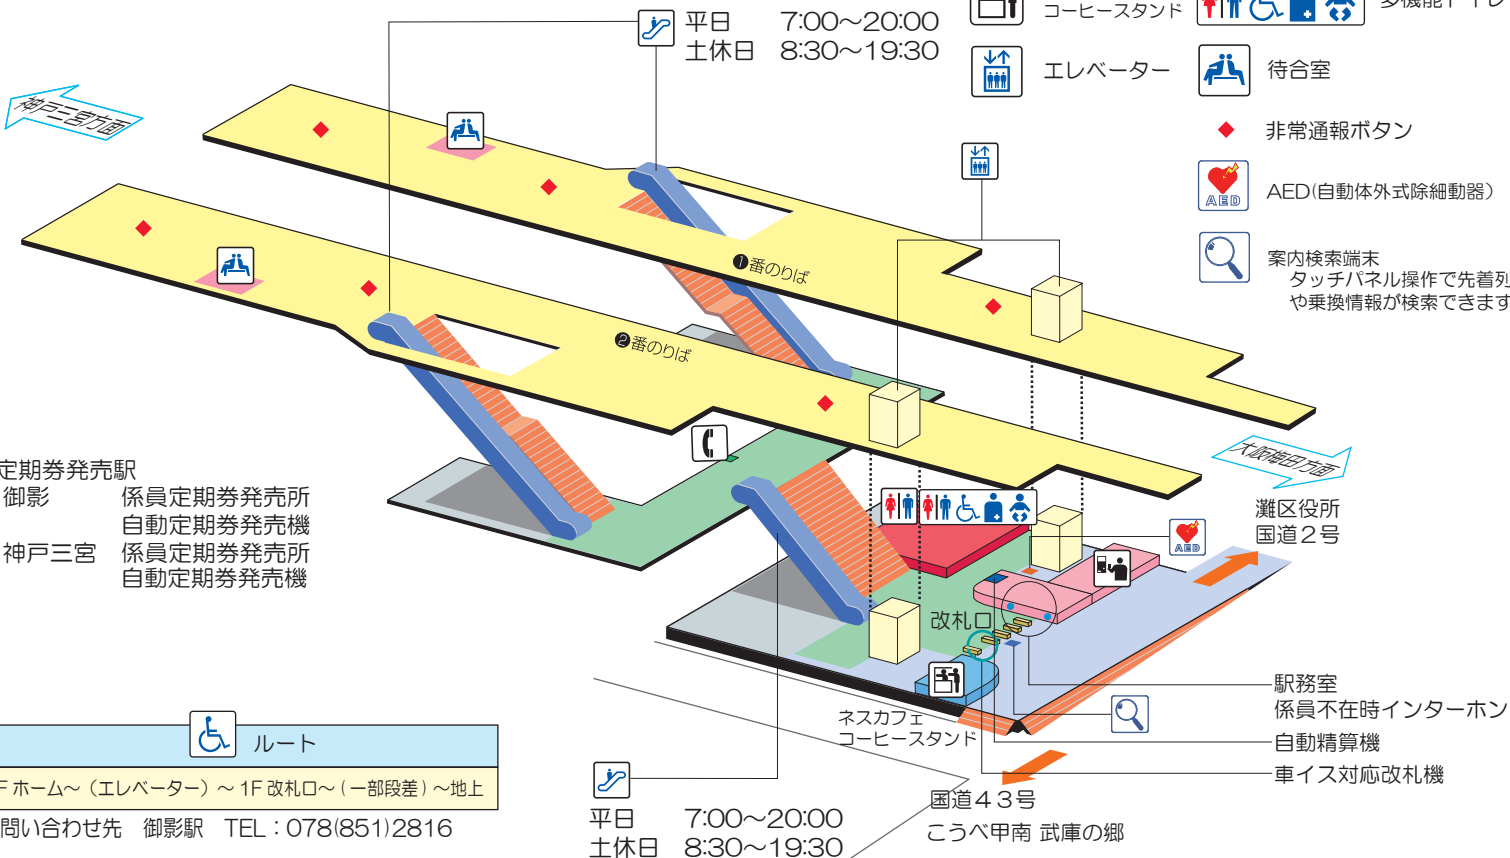 平日 7:00～20:00
土休日 8:30～19:30
コーヒースタンド
エレベーター
待合室
非常通報ボタン
AED
AED(自動体外式除細動器)
案内検索端末
タッチパネル操作で先着列
や乗換情報が検索できます
神戸三宮方面
❶番のりば
❷番のりば
大阪梅田方面
定期券発売駅
御影 係員定期券発売所
自動定期券発売機
神戸三宮 係員定期券発売所
自動定期券発売機
灘区役所
国道2号
AED
改札口
駅務室
係員不在時インターホン
自動精算機
車イス対応改札機
ネスカフェ
コーヒースタンド
国道43号
こうべ甲南 武庫の郷
ルート
F ホーム～（エレベーター）～ 1F 改札口～（一部段差）～地上
問い合わせ先 御影駅 TEL：078(851)2816
平日 7:00～20:00
土休日 8:30～19:30